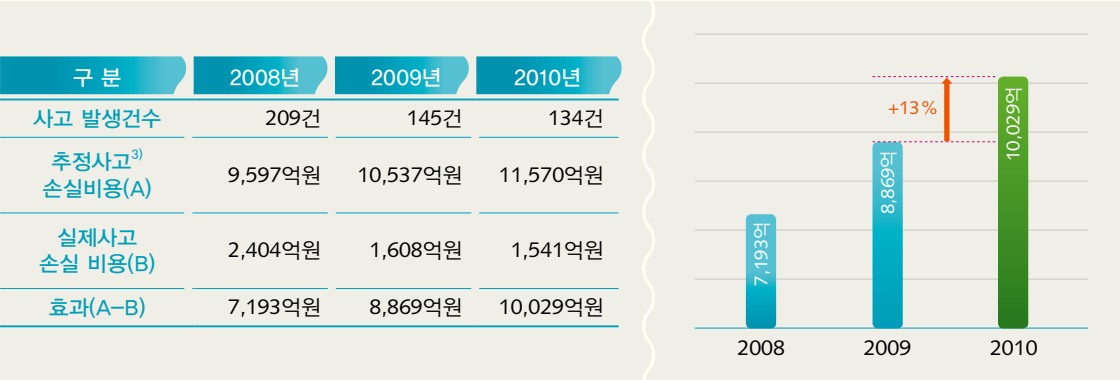 구 분 2008년 2009년 2010년
사고 발생건수 209건 145건 134건
추정사고3)
손실비용(A) 9,597억원 10,537억원 11,570억원
실제사고
손실 비용(B) 2,404억원 1,608억원 1,541억원
효과(A−B) 7,193억원 8,869억원 10,029억원
+13%
7,193억
8,869억
10,029억
2008 2009 2010